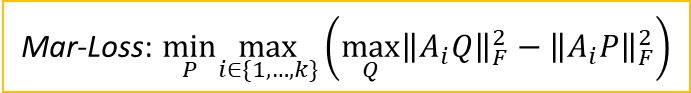 Mar-Loss: min_P max_{i∈{1,…,k}} (max_Q ‖A_i Q‖_F^2 − ‖A_i P‖_F^2)